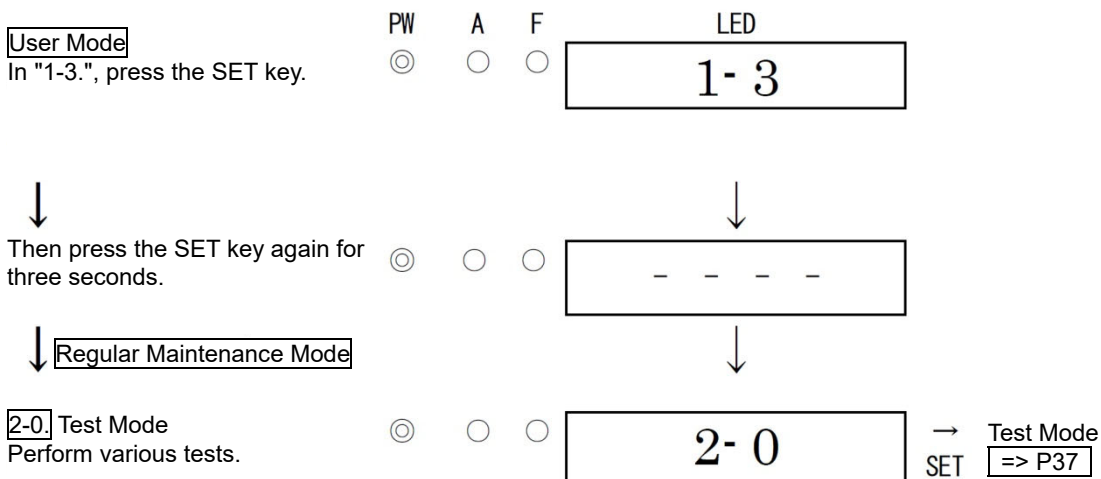 PW A F LED
User Mode
In "1-3.", press the SET key.
◎ ○ ○ 1- 3
↓ ↓
Then press the SET key again for
three seconds.
◎ ○ ○ - - - -
↓ Regular Maintenance Mode ↓
2-0. Test Mode
Perform various tests.
◎ ○ ○ 2- 0
→ Test Mode
SET => P37